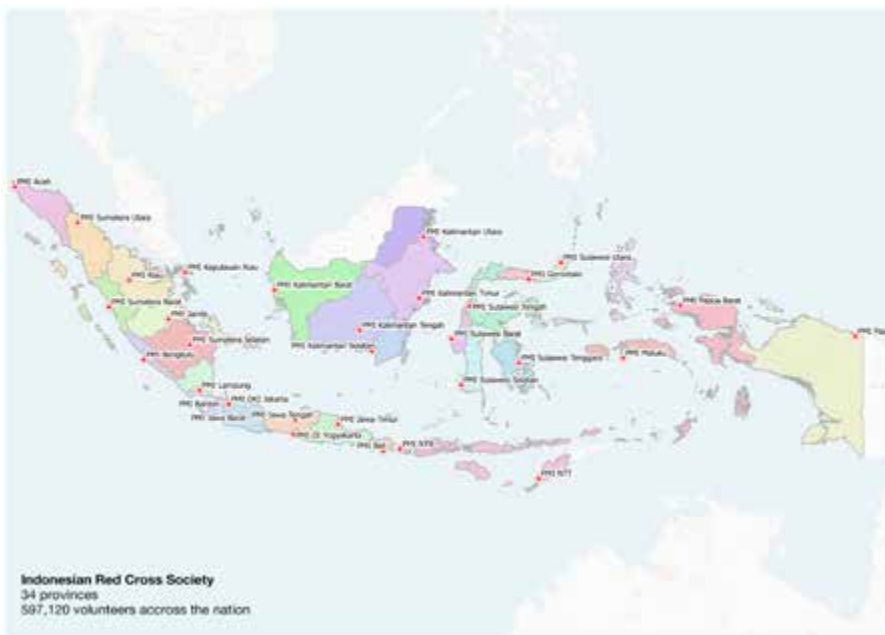 PMI Aceh
PMI Sumatera Utara
PMI Kalimantan Utara
PMI Sulawesi Utara
PMI Kepulauan Riau
PMI Riau
PMI Gorontalo
PMI Kalimantan Barat
PMI Kalimantan Timur
PMI Sumatera Barat
PMI Sulawesi Tengah
PMI Papua Barat
PMI Jambi
PMI Kalimantan Tengah
PMI Sumatera Selatan
PMI Sulawesi Barat
PMI Kalimantan Selatan
PMI Bengkulu
PMI Sulawesi Tenggara
PMI Maluku
PMI Sulawesi Selatan
PMI Lampung
PMI Banten
PMI DKI Jakarta
PMI Jawa Barat
PMI Jawa Tengah
PMI Jawa Timur
PMI DI Yogyakarta
PMI Bali
PMI NTB
PMI NTT
Indonesian Red Cross Society
34 provinces
597,120 volunteers accross the nation